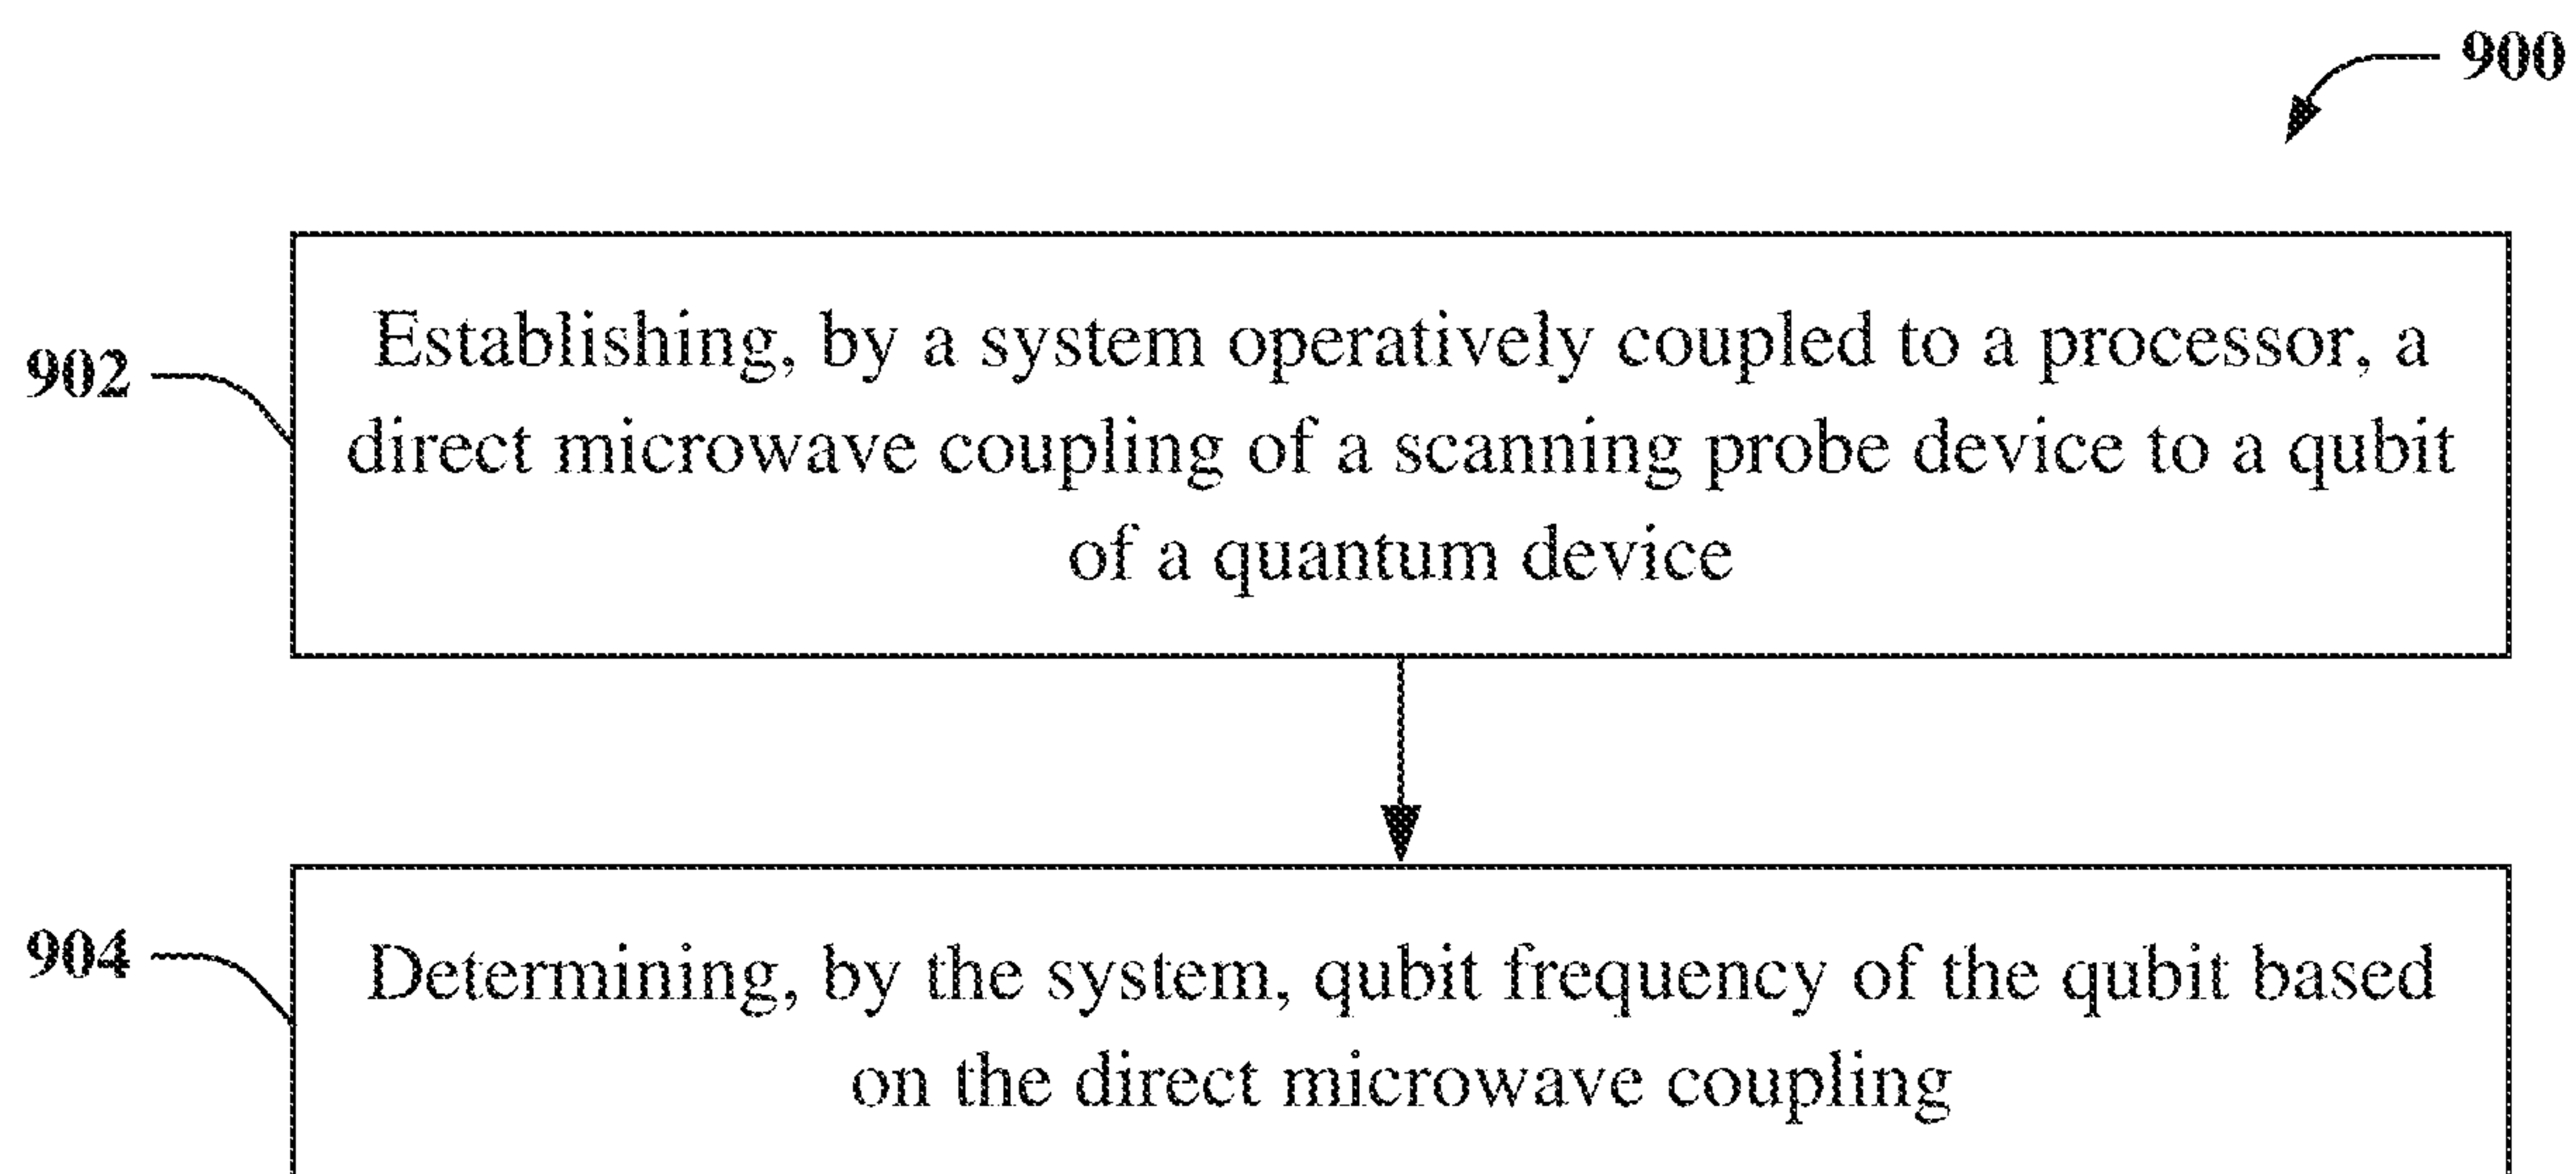 900
902
Establishing, by a system operatively coupled to a processor, a
direct microwave coupling of a scanning probe device to a qubit
of a quantum device
904
Determining, by the system, qubit frequency of the qubit based
on the direct microwave coupling